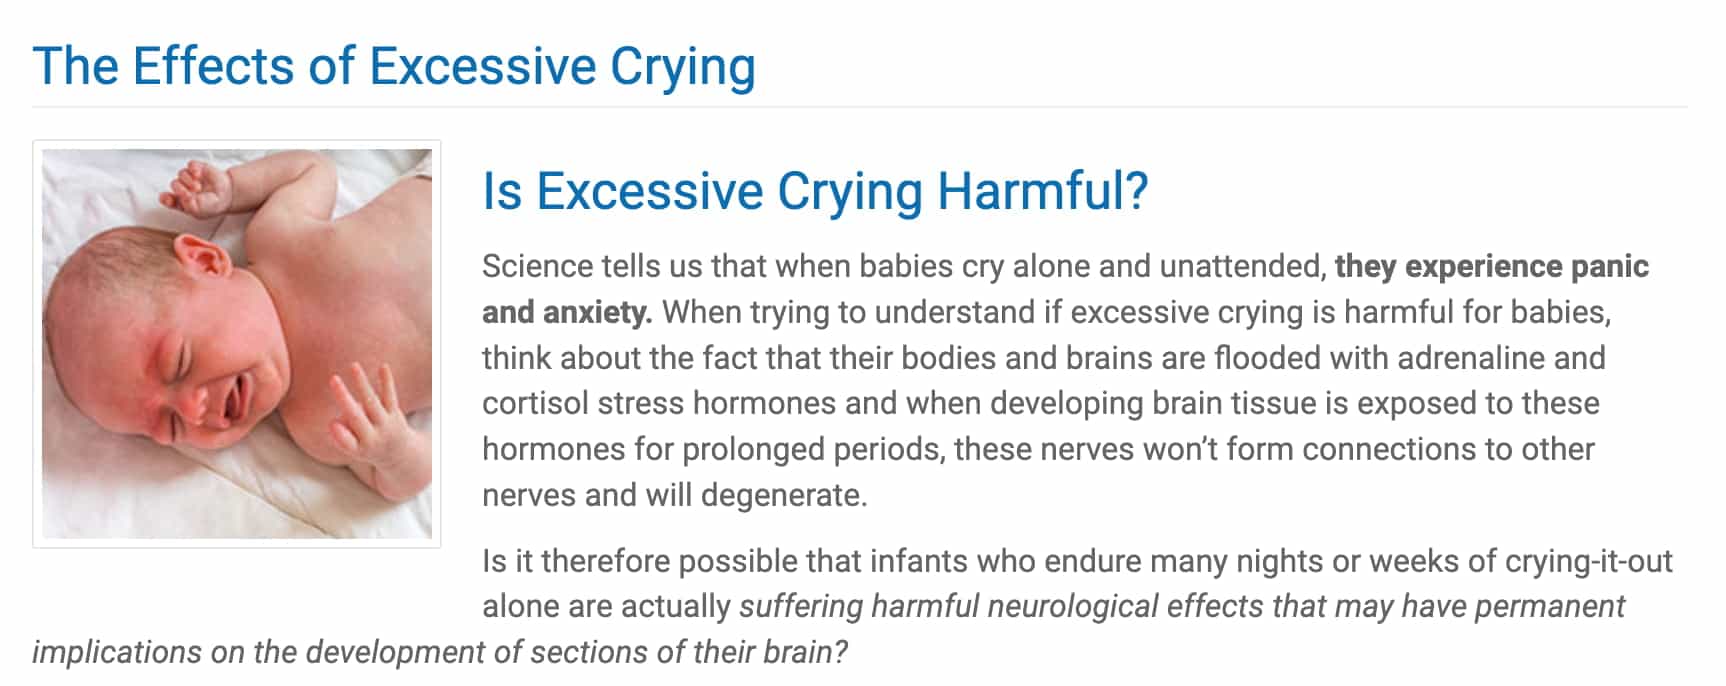 The Effects of Excessive Crying
Is Excessive Crying Harmful?
Science tells us that when babies cry alone and unattended, they experience panic
and anxiety. When trying to understand if excessive crying is harmful for babies,
think about the fact that their bodies and brains are flooded with adrenaline and
cortisol stress hormones and when developing brain tissue is exposed to these
hormones for prolonged periods, these nerves won’t form connections to other
nerves and will degenerate.
Is it therefore possible that infants who endure many nights or weeks of crying-it-out
alone are actually suffering harmful neurological effects that may have permanent
implications on the development of sections of their brain?